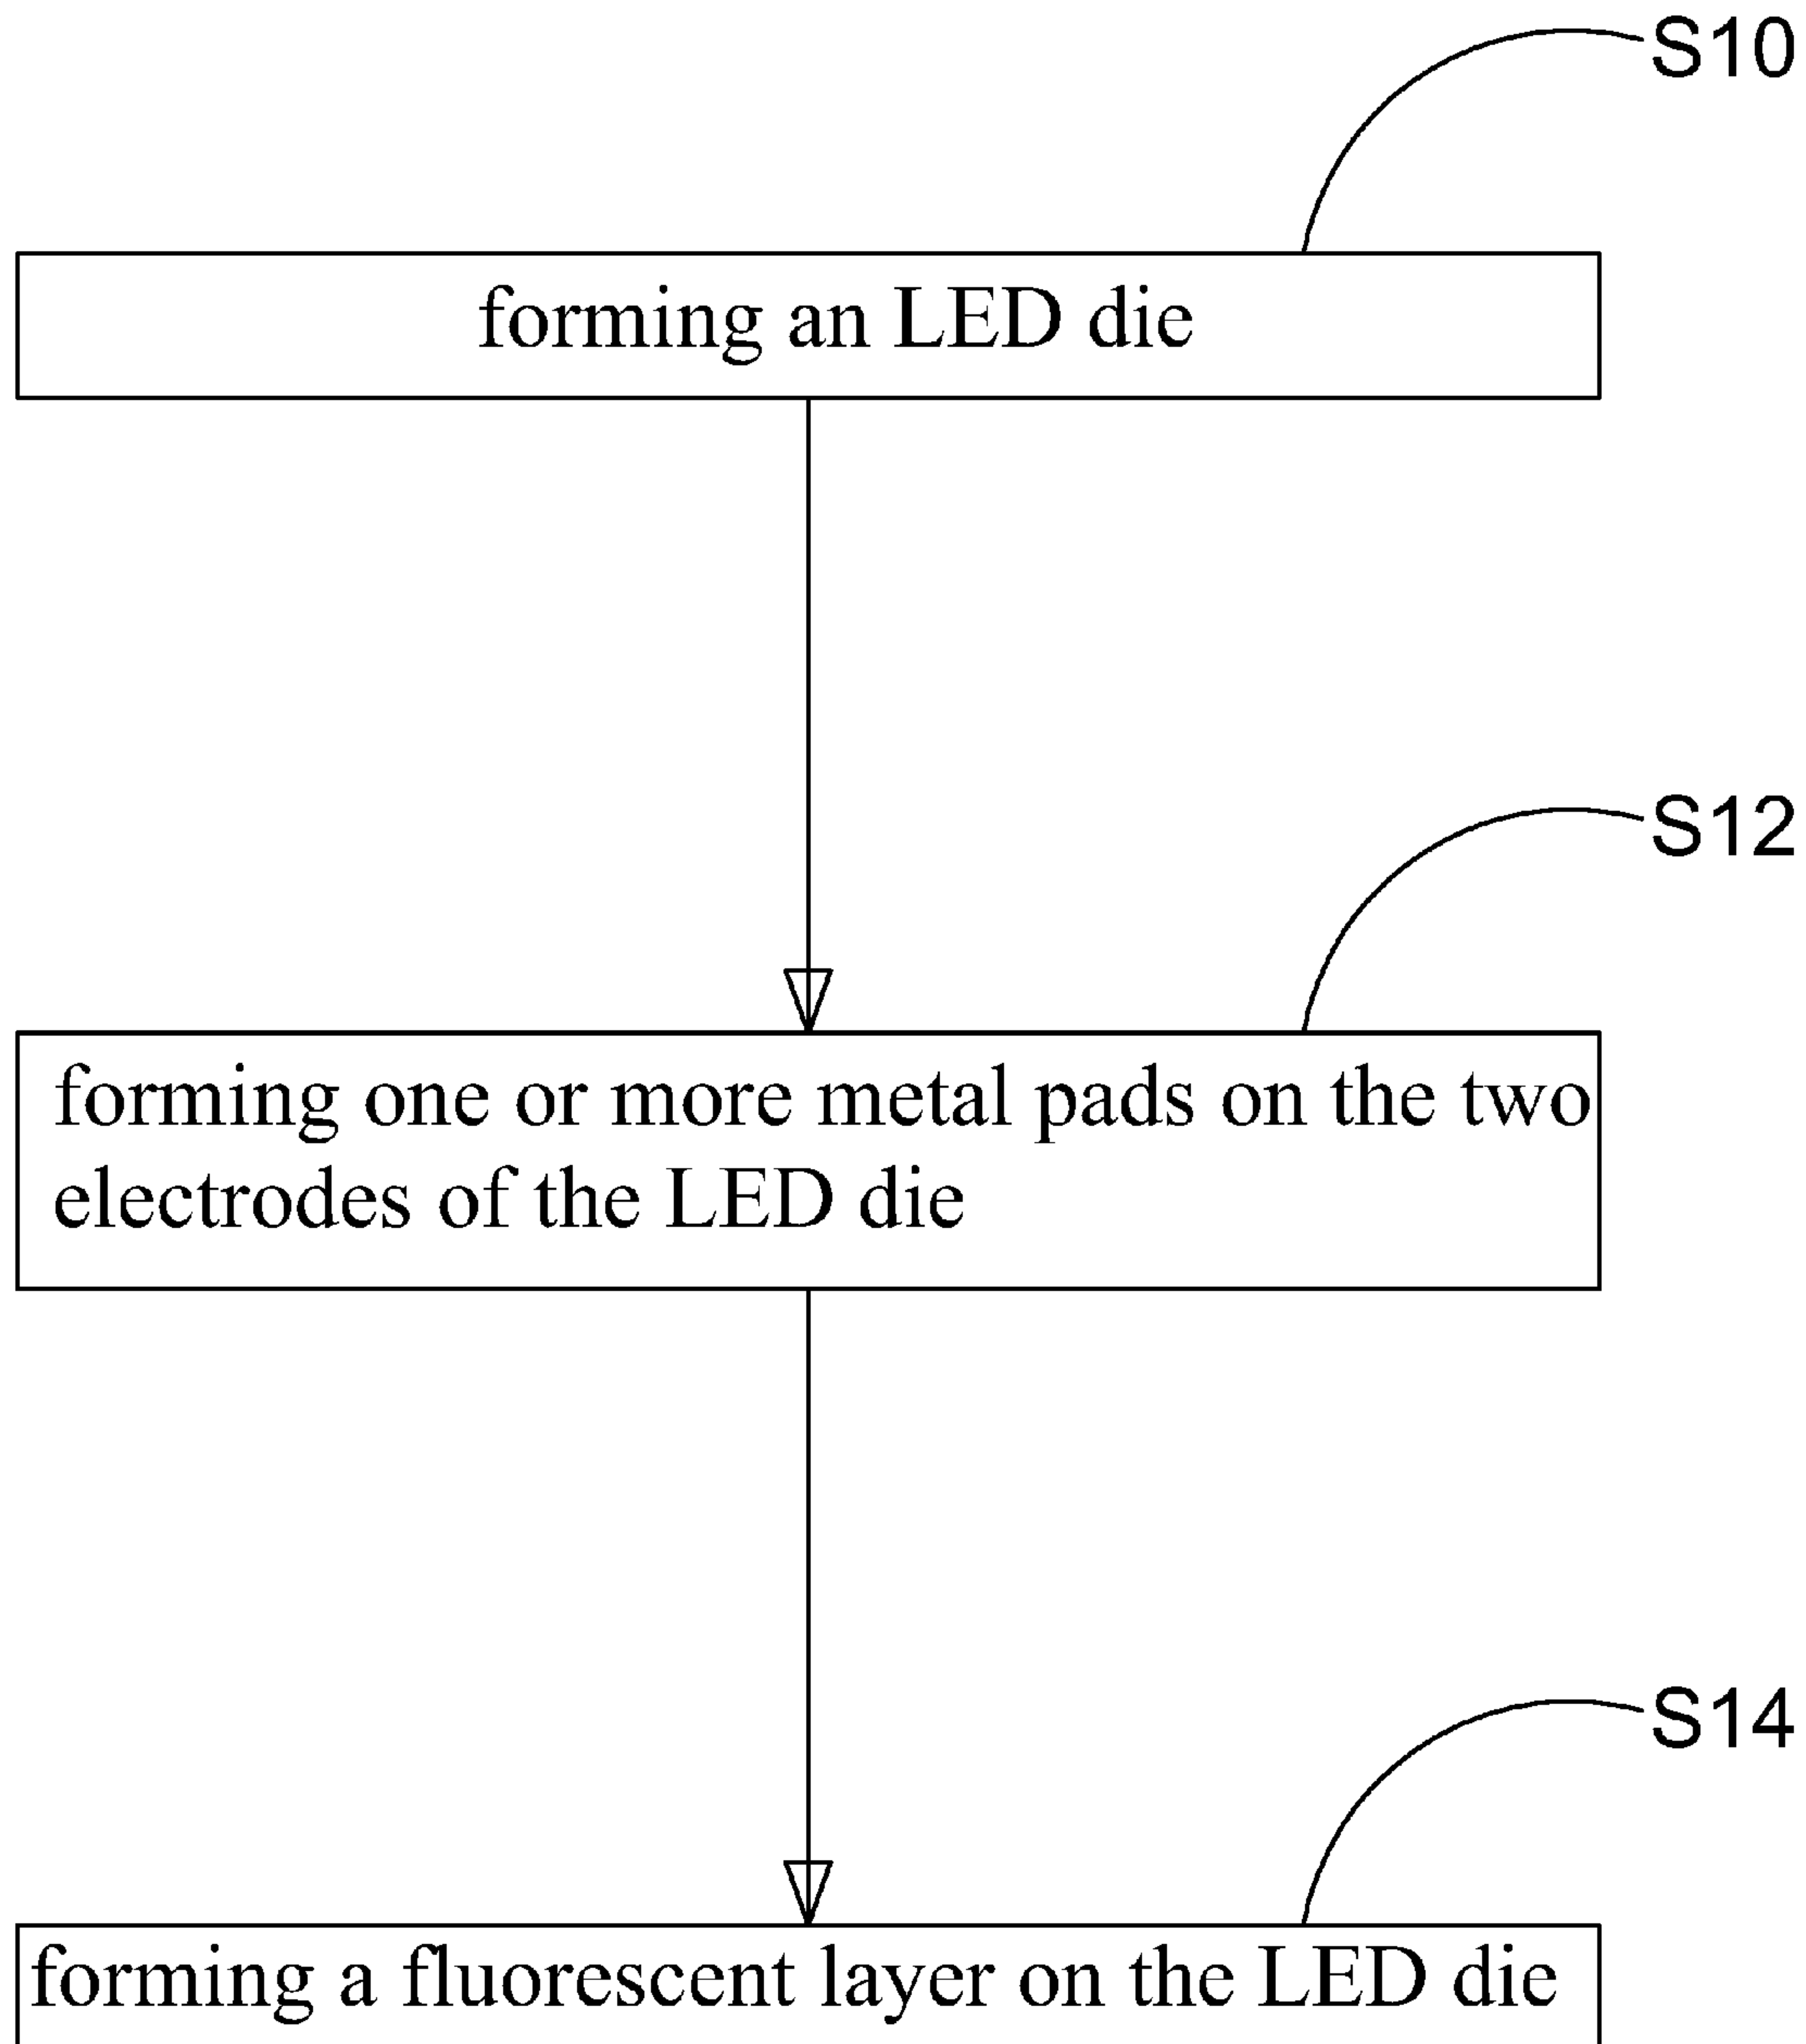 S10
forming an LED die
S12
forming one or more metal pads on the two
electrodes of the LED die
S14
forming a fluorescent layer on the LED die